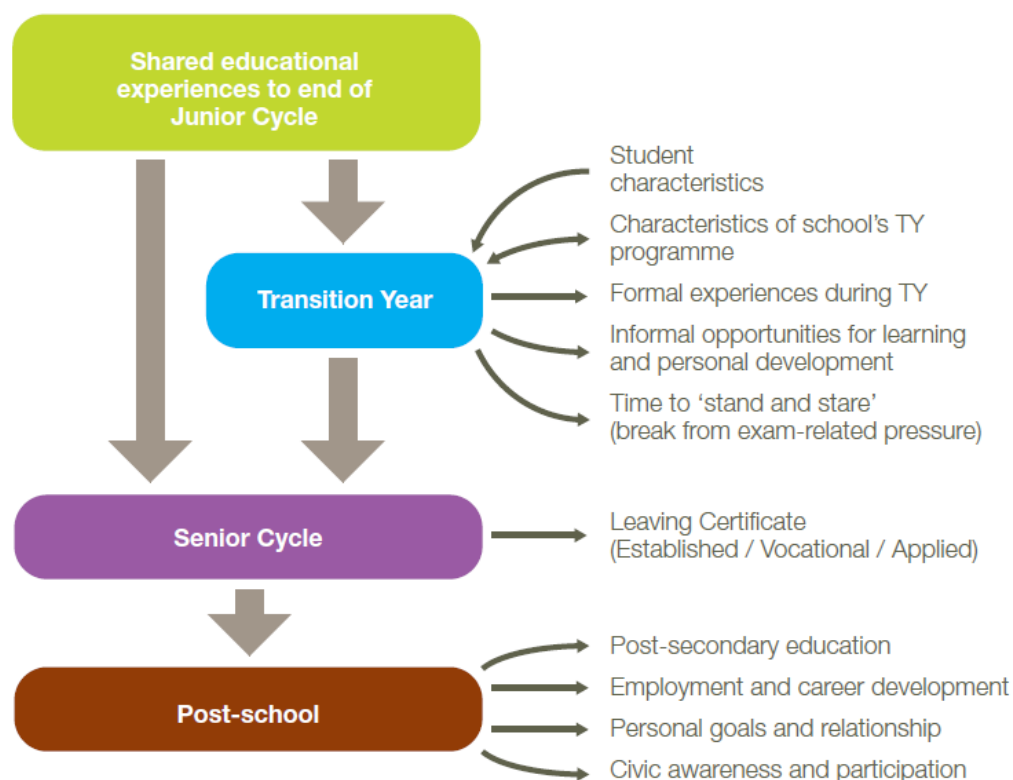 Shared educational
experiences to end of
Junior Cycle
Student
characteristics
Characteristics of school's TY
programme
Transition Year
Formal experiences during TY
Informal opportunities for learning
and personal development
Time to 'stand and stare'
(break from exam-related pressure)
Senior Cycle
Leaving Certificate
(Established / Vocational / Applied)
Post-school
Post-secondary education
Employment and career development
Personal goals and relationship
Civic awareness and participation